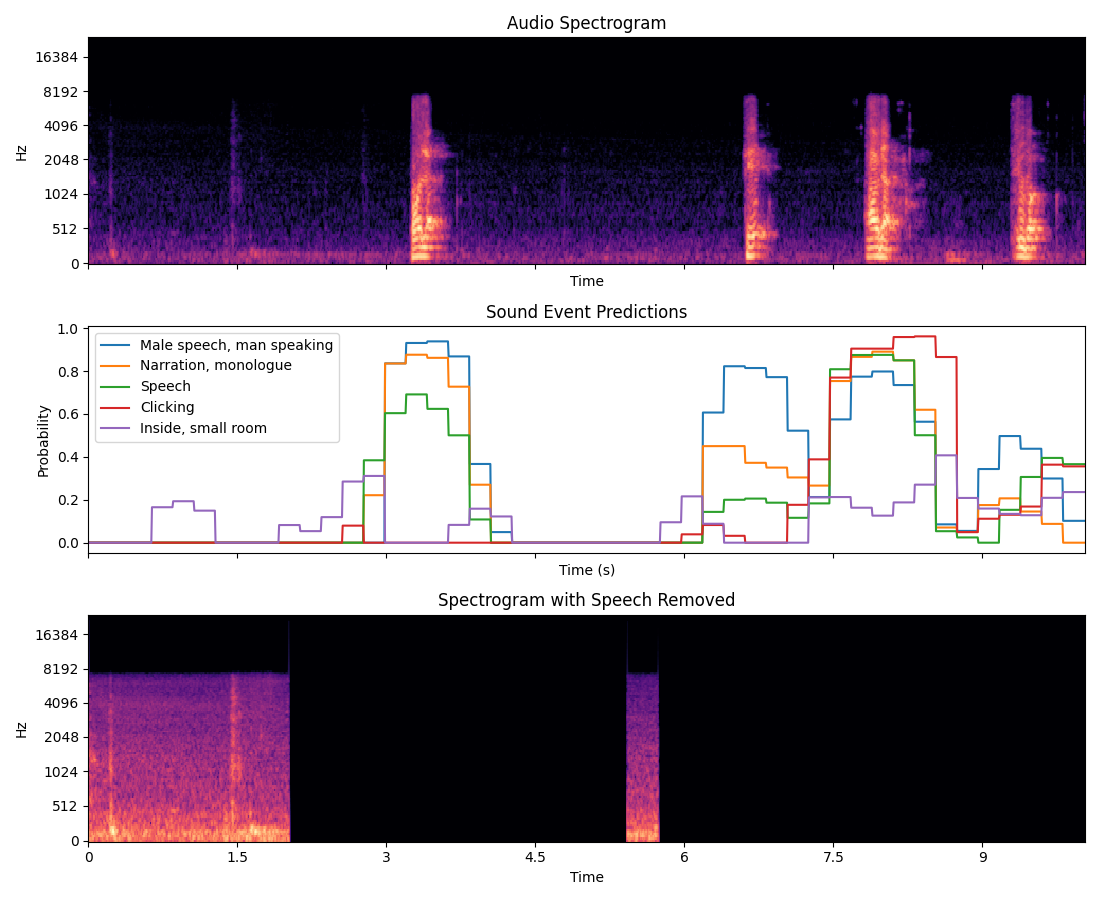 Audio Spectrogram
16384
8192
4096
2048
1024
512
0
Hz
Time
Sound Event Predictions
1.0
0.8
0.6
0.4
0.2
0.0
Probability
Male speech, man speaking
Narration, monologue
Speech
Clicking
Inside, small room
Time (s)
Spectrogram with Speech Removed
16384
8192
4096
2048
1024
512
0
Hz
0 1.5 3 4.5 6 7.5 9
Time